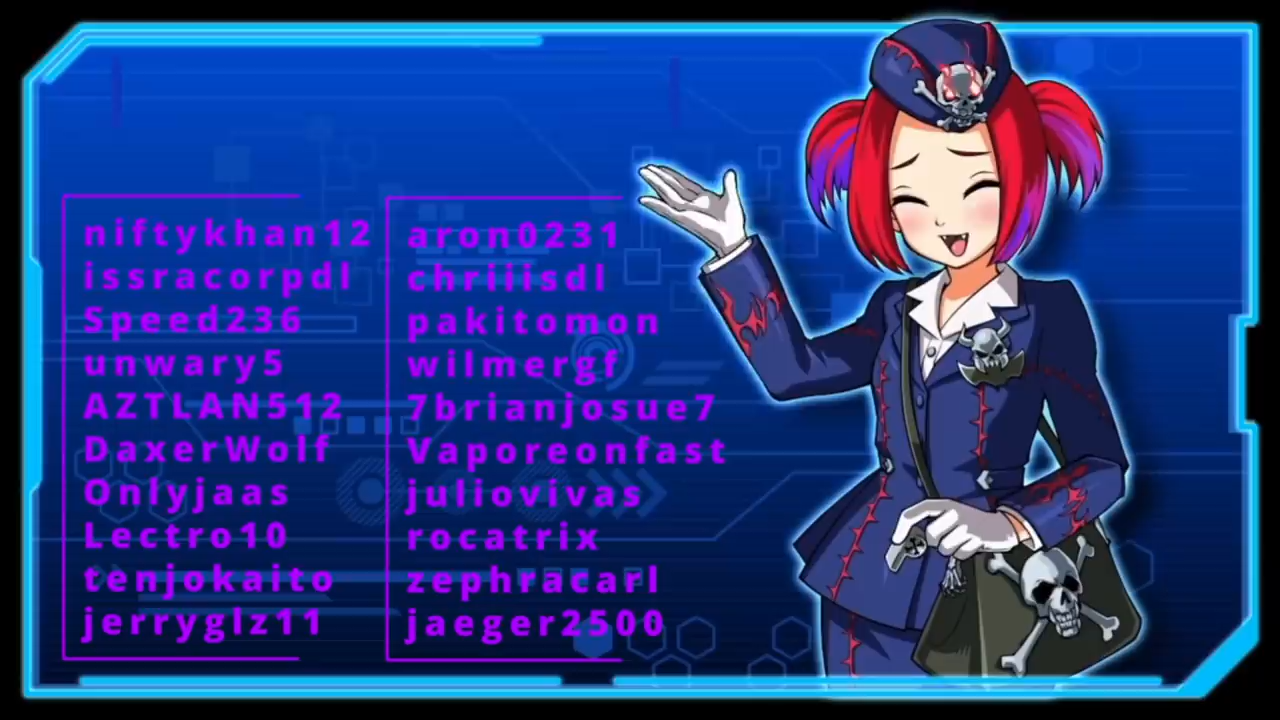 niftykhan12
issracorpdl
Speed236
unwary5
AZTLAN512
DaxerWolf
Onlyjaas
Lectro10
tenjokaito
jerryglz11
aron0231
chriiisdl
pakitomon
wilmergf
7brianjosue7
Vaporeonfast
juliovivas
rocatrix
zephracarl
jaeger2500